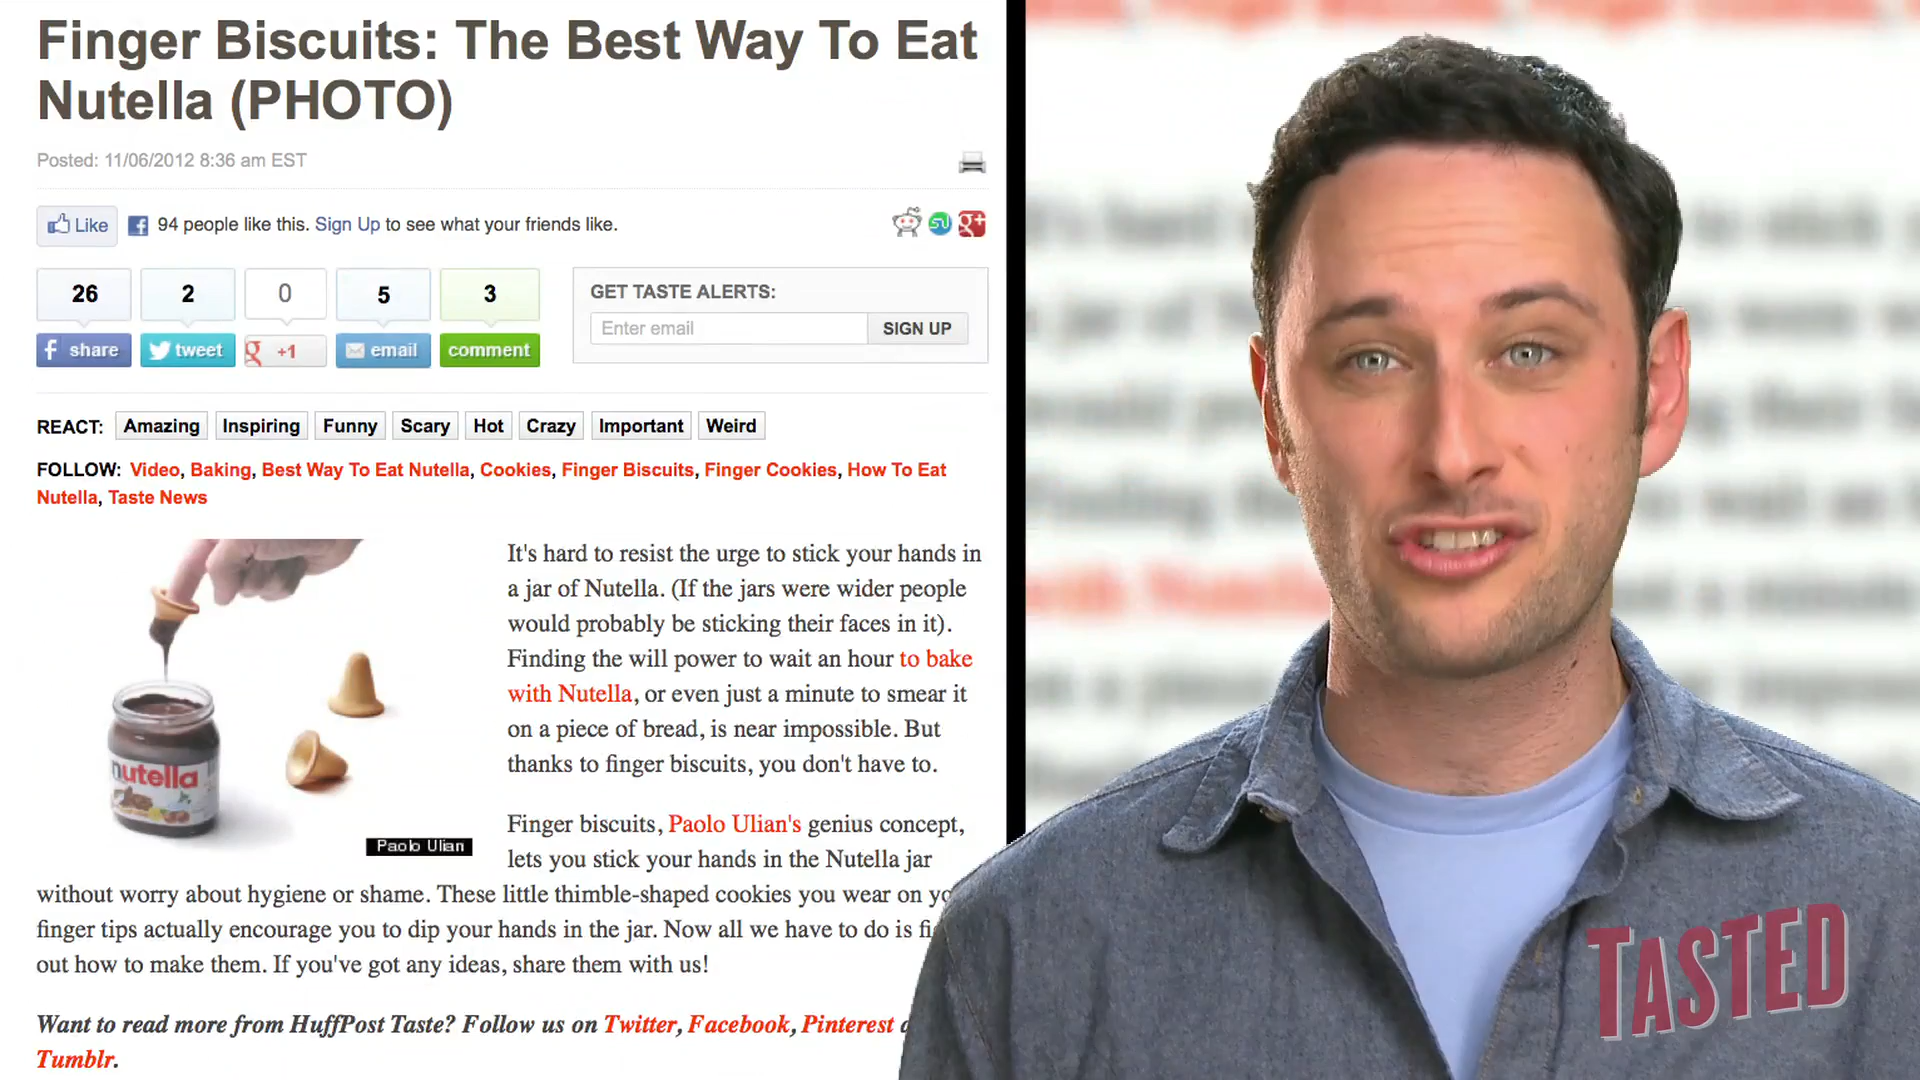 Finger Biscuits: The Best Way To Eat
Nutella (PHOTO)
Posted: 11/06/2012 8:36 am EST
Like
94 people like this. Sign Up to see what your friends like.
26 2 0 5 3
share tweet +1 email comment
GET TASTE ALERTS:
Enter email SIGN UP
REACT: Amazing Inspiring Funny Scary Hot Crazy Important Weird
FOLLOW: Video, Baking, Best Way To Eat Nutella, Cookies, Finger Biscuits, Finger Cookies, How To Eat
Nutella, Taste News
nutella
Paolo Ulian
It's hard to resist the urge to stick your hands in
a jar of Nutella. (If the jars were wider people
would probably be sticking their faces in it).
Finding the will power to wait an hour to bake
with Nutella, or even just a minute to smear it
on a piece of bread, is near impossible. But
thanks to finger biscuits, you don't have to.
Finger biscuits, Paolo Ulian's genius concept,
lets you stick your hands in the Nutella jar
without worry about hygiene or shame. These little thimble-shaped cookies you wear on
finger tips actually encourage you to dip your hands in the jar. Now all we have to do is
out how to make them. If you've got any ideas, share them with us!
Want to read more from HuffPost Taste? Follow us on Twitter, Facebook, Pinterest
Tumblr.
TASTED